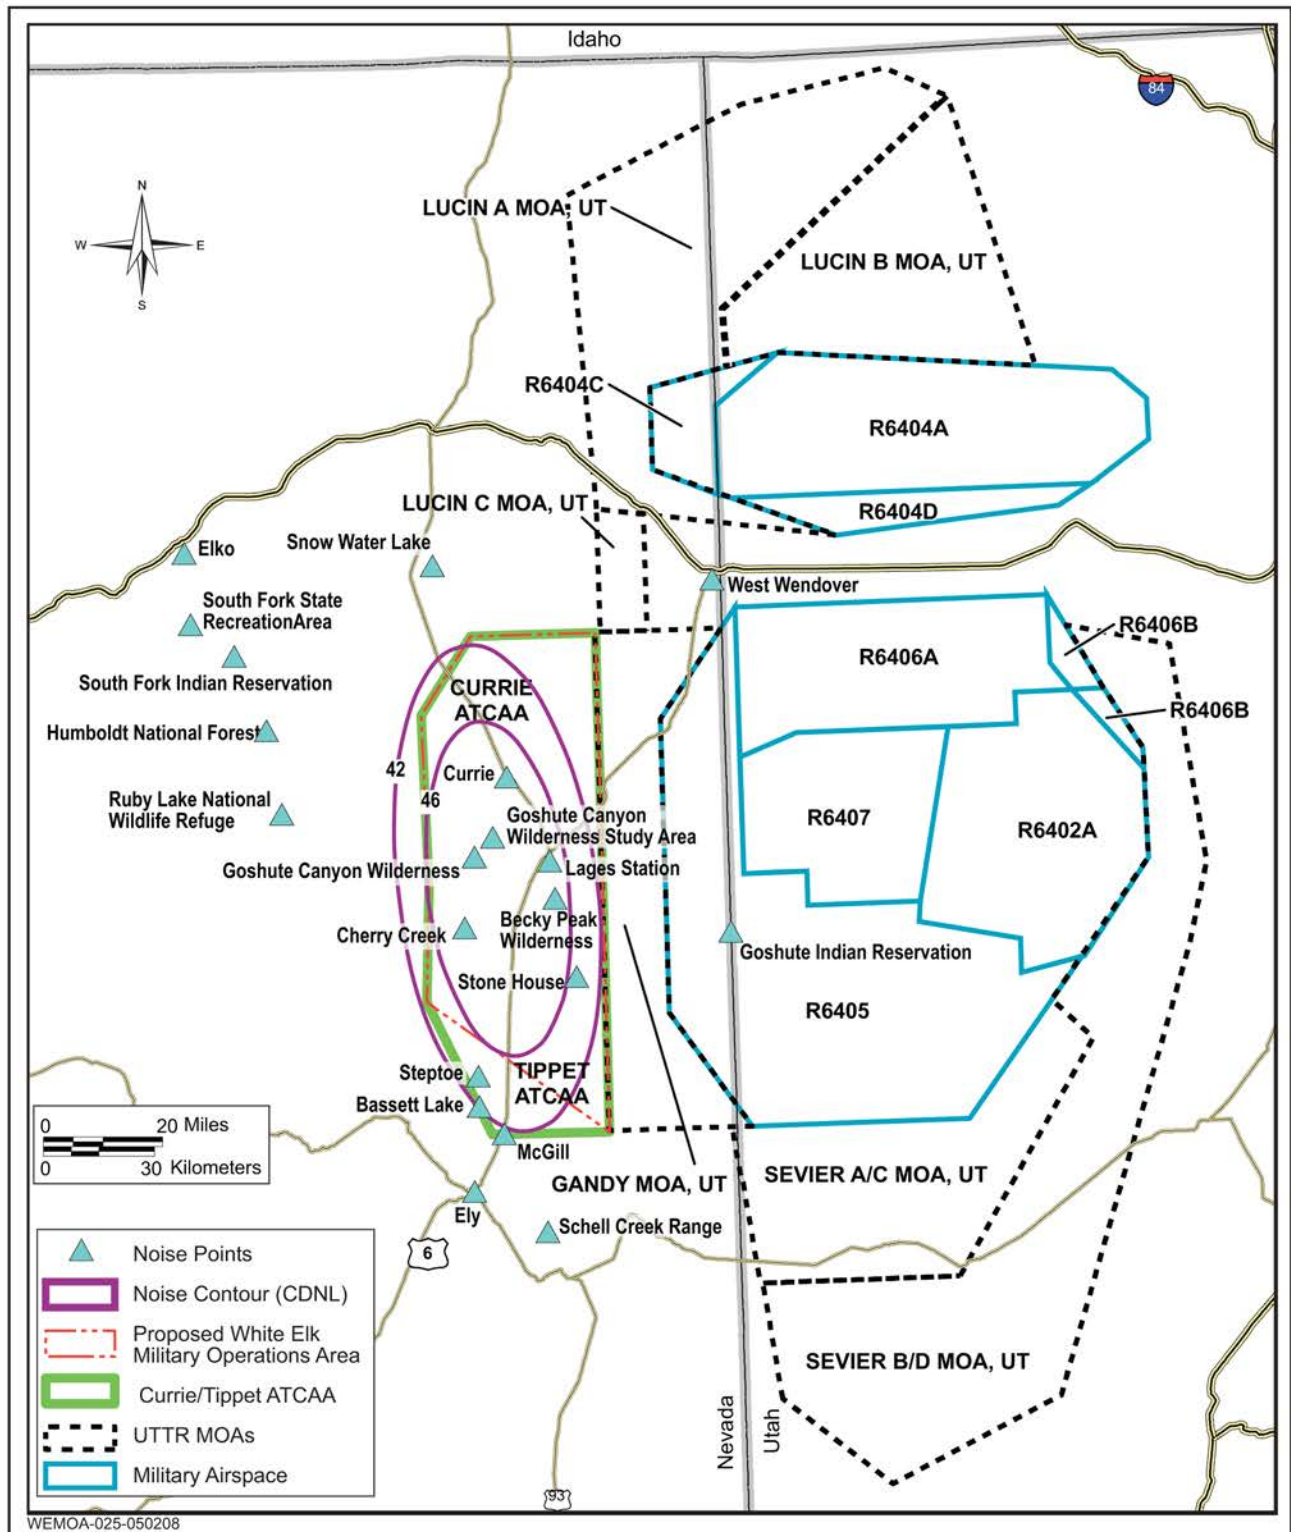 Idaho
84
N
W E
S
LUCIN A MOA, UT
LUCIN B MOA, UT
R6404C
R6404A
LUCIN C MOA, UT
R6404D
Snow Water Lake
Elko
West Wendover
South Fork State
RecreationArea
R6406B
R6406A
South Fork Indian Reservation
CURRIE
ATCAA
R6406B
Humboldt National Forest
42
Currie
46
Ruby Lake National
Wildlife Refuge
Goshute Canyon
Wilderness Study Area
R6407
R6402A
Goshute Canyon Wilderness
Lages Station
Becky Peak
Wilderness
Cherry Creek
Goshute Indian Reservation
Stone House
R6405
Steptoe
TIPPET
ATCAA
Bassett Lake
McGill
0 20 Miles
0 30 Kilometers
GANDY MOA, UT
SEVIER A/C MOA, UT
Ely
Schell Creek Range
6
SEVIER B/D MOA, UT
Nevada
Utah
93
Noise Points
Noise Contour (CDNL)
Proposed White Elk
Military Operations Area
Currie/Tippet ATCAA
UTTR MOAs
Military Airspace
WEMOA-025-050208